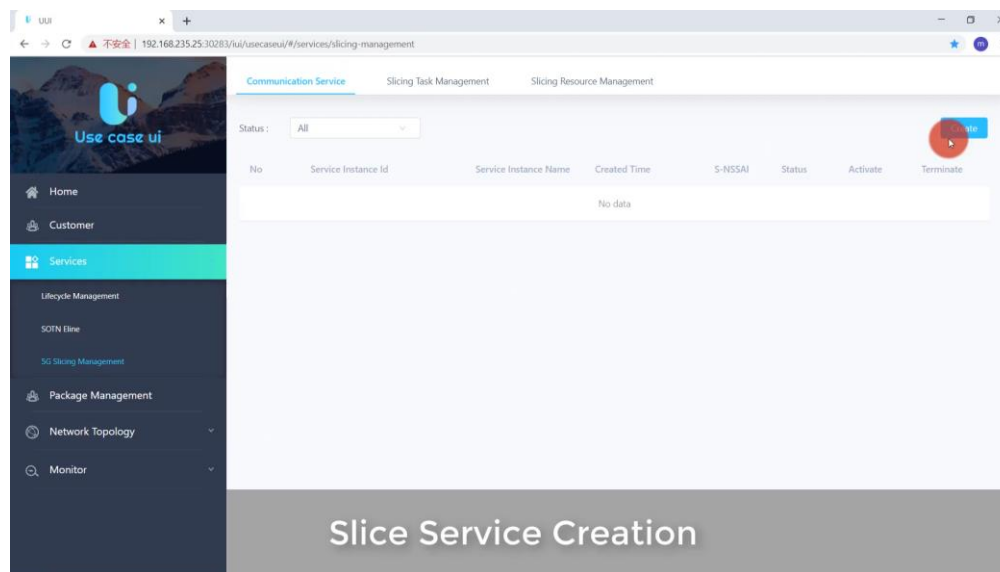 UUI
不安全 | 192.168.235.25:30283/iui/usecaseui/#/services/slicing-management
m
Use case ui
Communication Service Slicing Task Management Slicing Resource Management
Status : All
Create
No Service Instance Id Service Instance Name Created Time S-NSSAI Status Activate Terminate
No data
Home
Customer
Services
Lifecycle Management
SOTN Eline
5G Slicing Management
Package Management
Network Topology
Monitor
Slice Service Creation